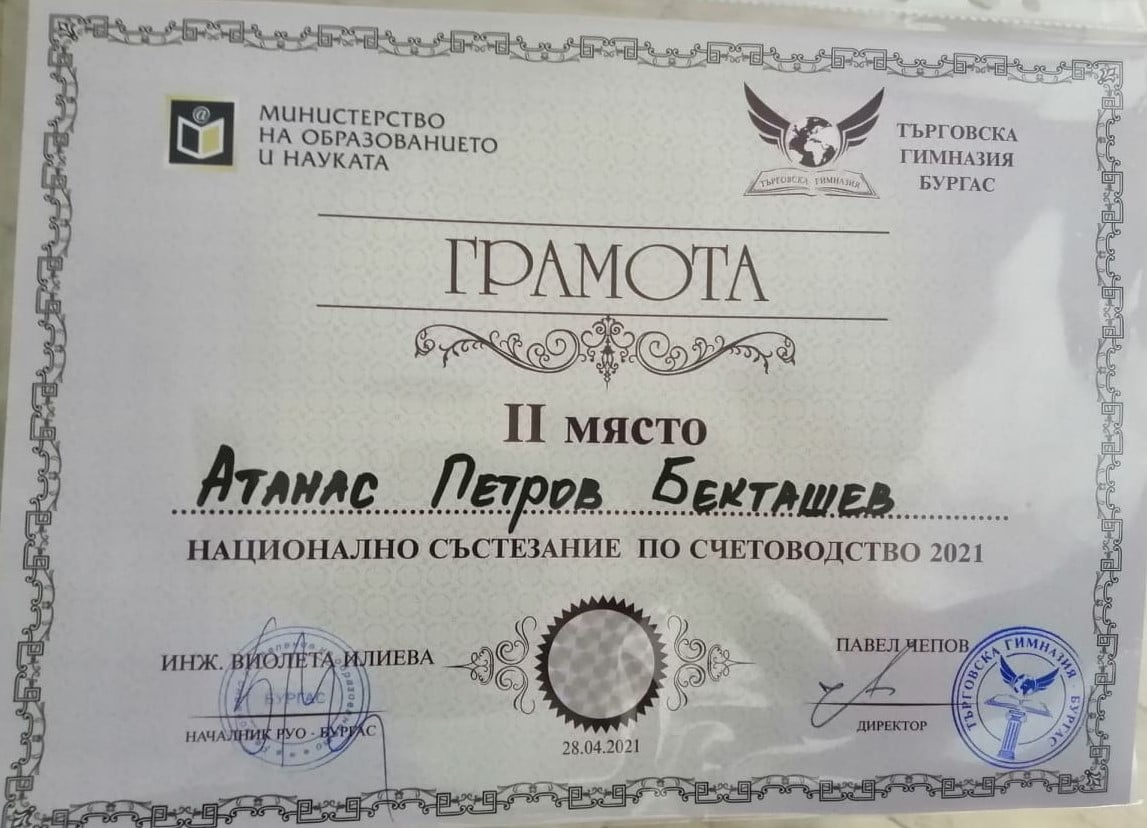 МИНИСТЕРСТВО
НА ОБРАЗОВАНИЕТО
И НАУКАТА
ТЪРГОВСКА
ГИМНАЗИЯ
БУРГАС
ТЪРГОВСКА ГИМНАЗИЯ
ГРАМОТА
II място
Атанас Петров Бекташев
НАЦИОНАЛНО СЪСТЕЗАНИЕ ПО СЧЕТОВОДСТВО 2021
ИНЖ. ВИОЛЕТА ИЛИЕВА
БУРГАС
НАЧАЛНИК РУО - БУРГАС
28.04.2021
ПАВЕЛ ЧЕПОВ
ДИРЕКТОР
ТЪРГОВСКА ГИМНАЗИЯ БУРГАС